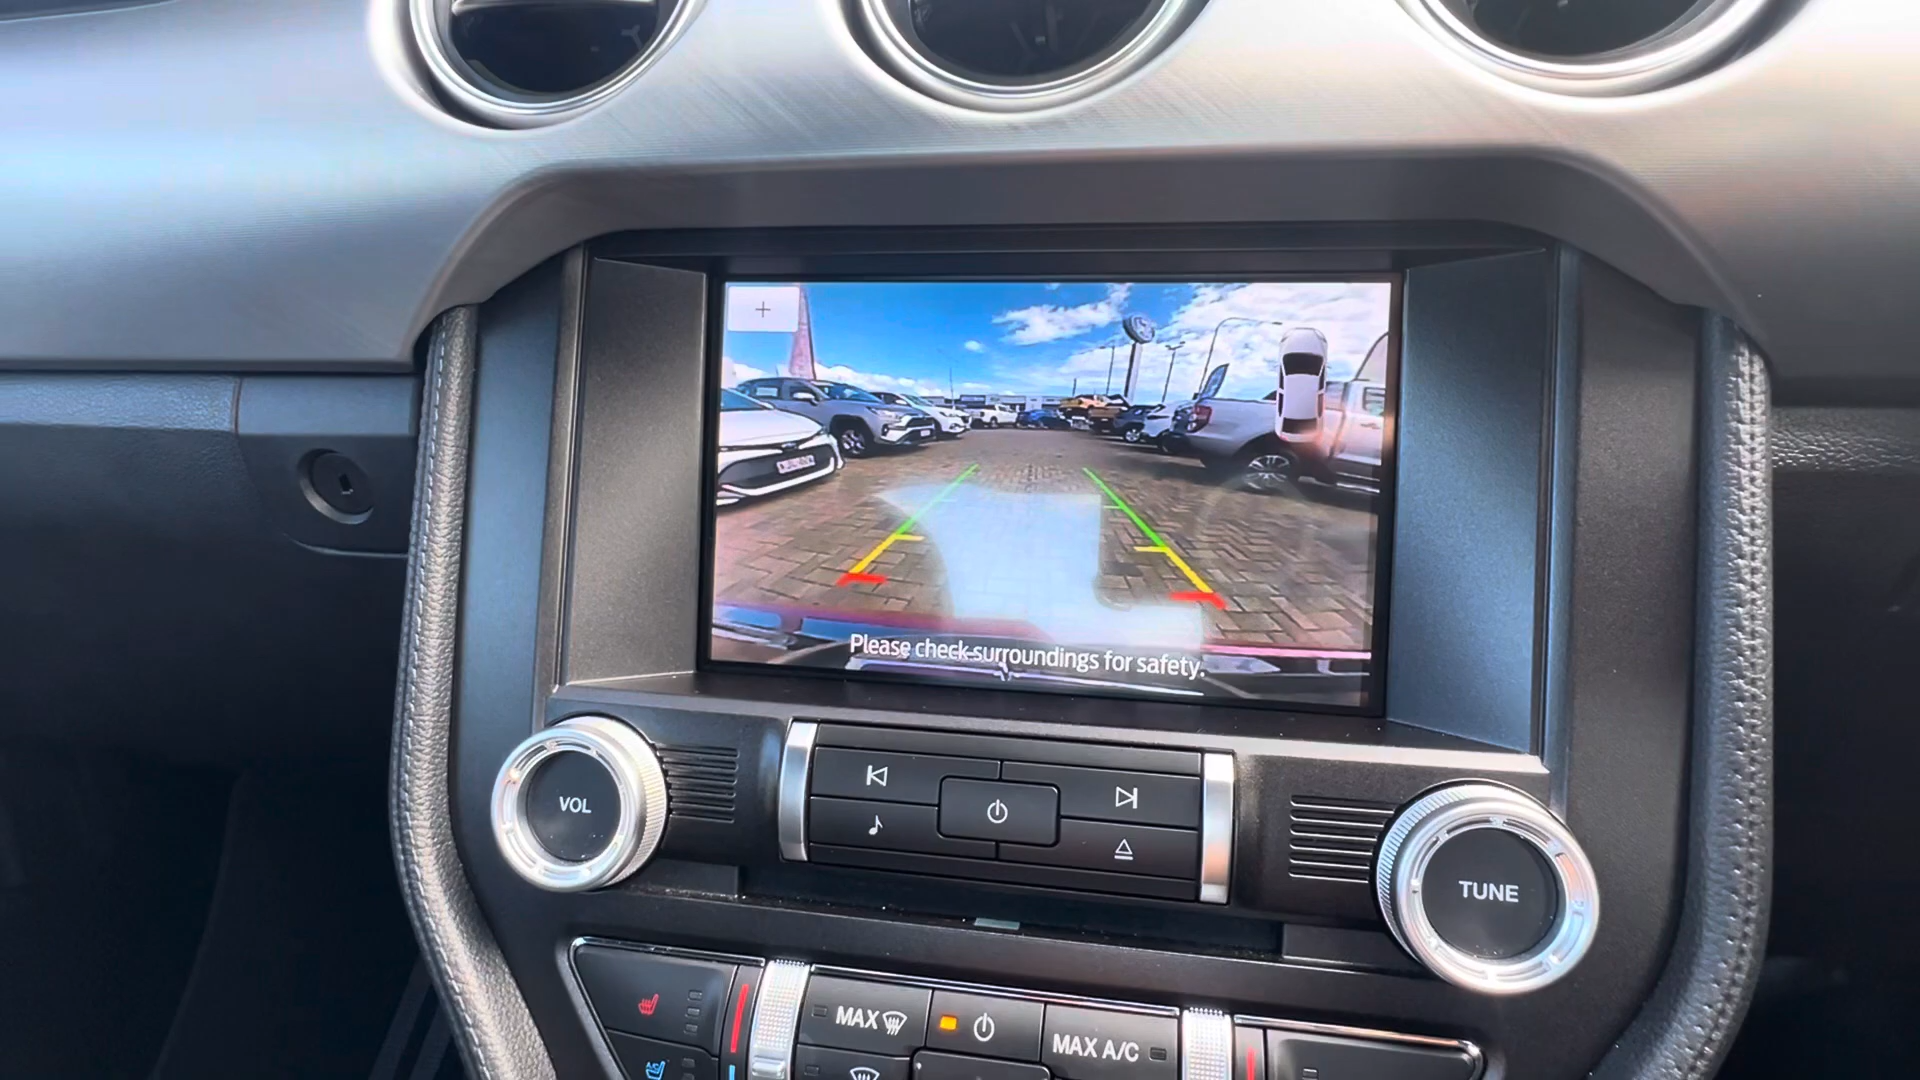 Please check surroundings for safety.
VOL
TUNE
MAX
MAX A/C
A/C